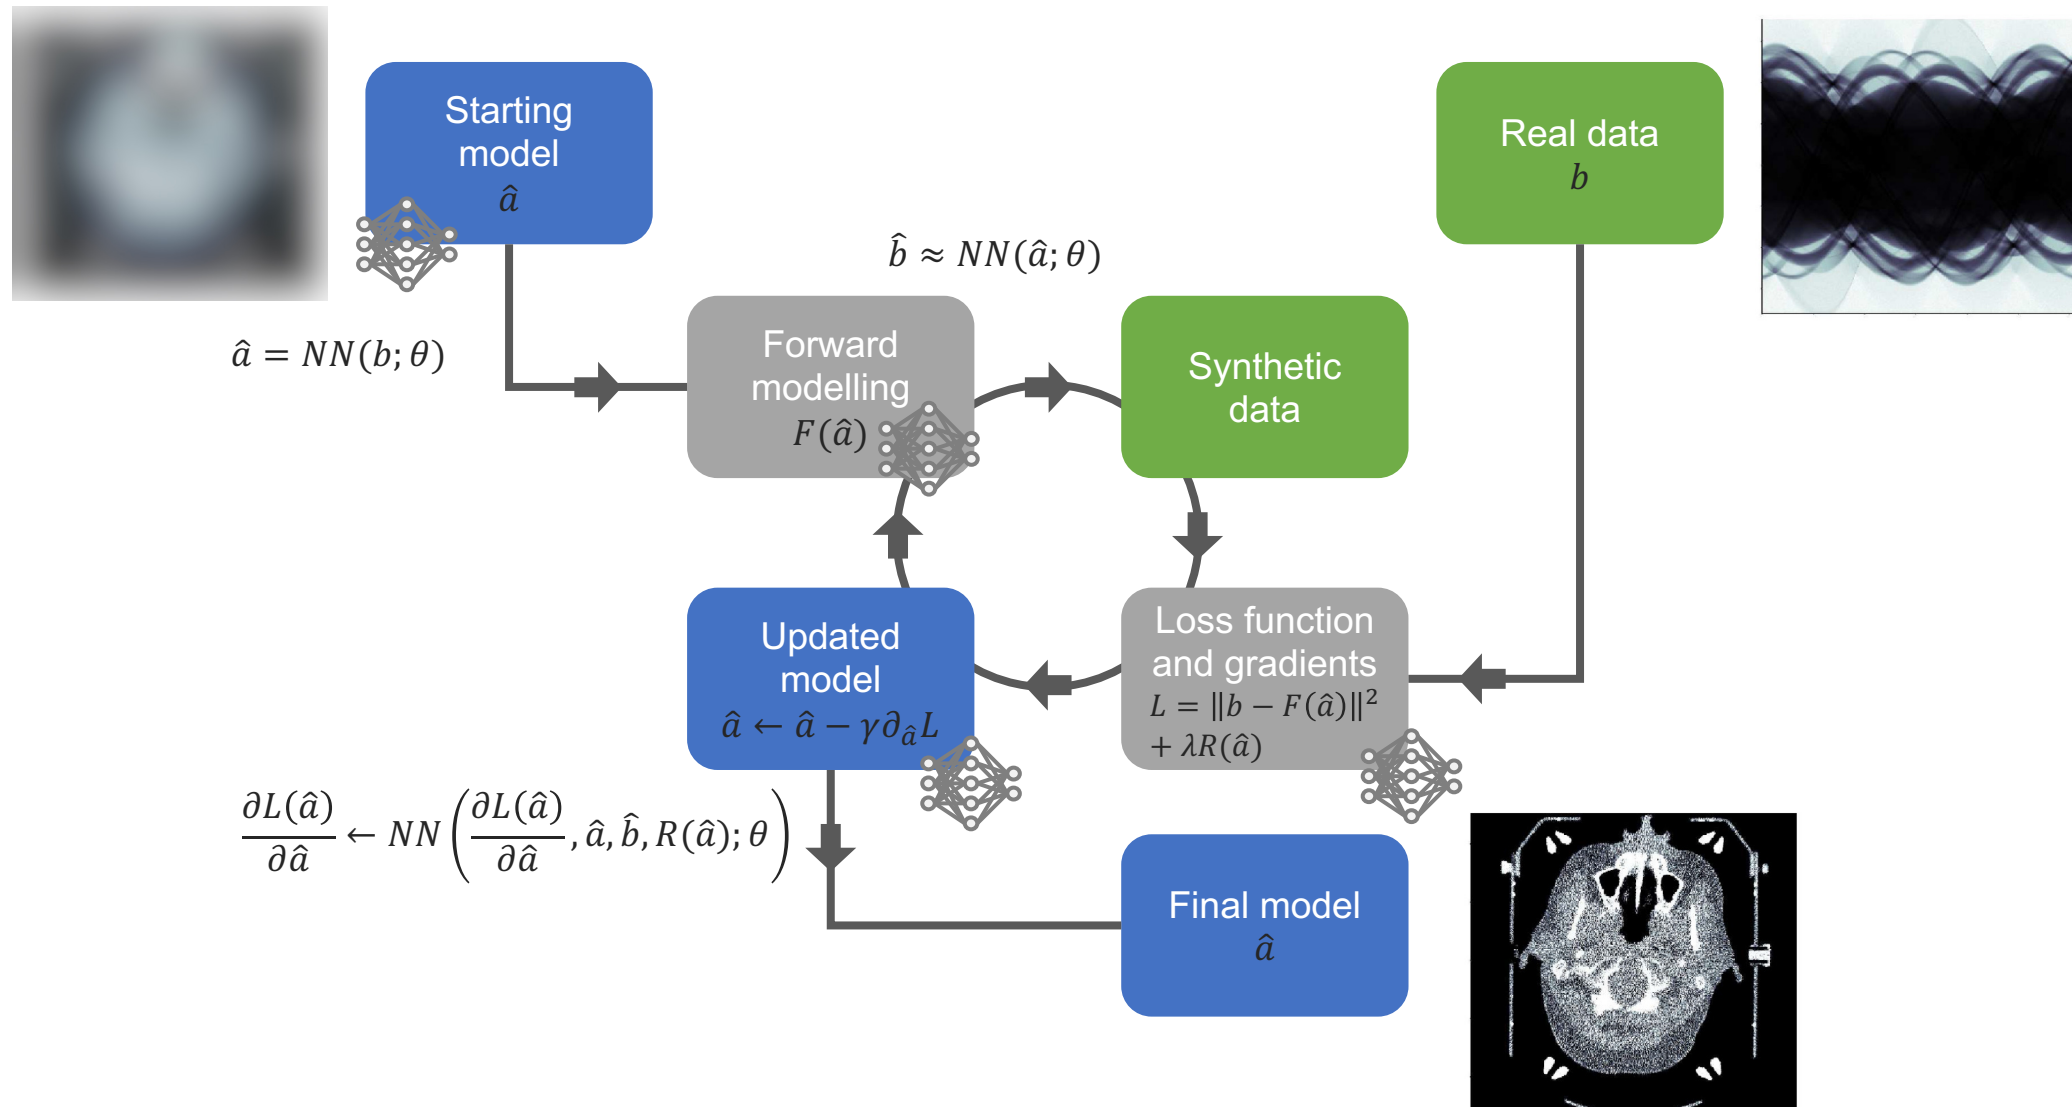 Starting
model
â
Real data
b
b̂ ≈ NN(â; θ)
â = NN(b; θ)
Forward
modelling
F(â)
Synthetic
data
Updated
model
â ← â − γ∂_âL
Loss function
and gradients
L = ‖b − F(â)‖²
+ λR(â)
∂L(â)/∂â ← NN(∂L(â)/∂â, â, b̂, R(â); θ)
Final model
â